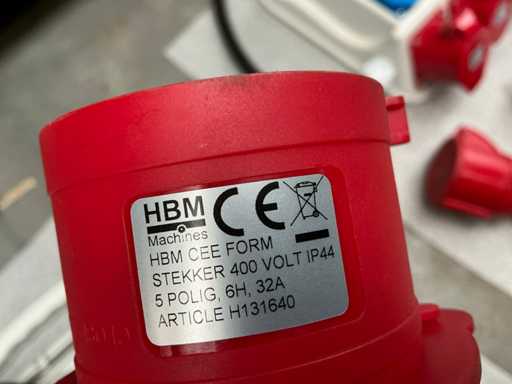 HBM
Machines
CE
HBM CEE FORM
STEKKER 400 VOLT IP44
5 POLIG, 6H, 32A
ARTICLE H131640